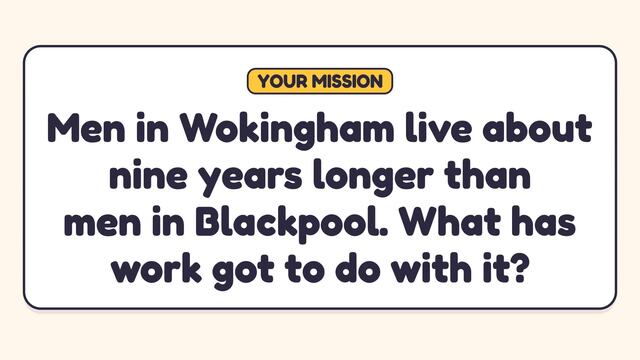 YOUR MISSION
Men in Wokingham live about
nine years longer than
men in Blackpool. What has
work got to do with it?